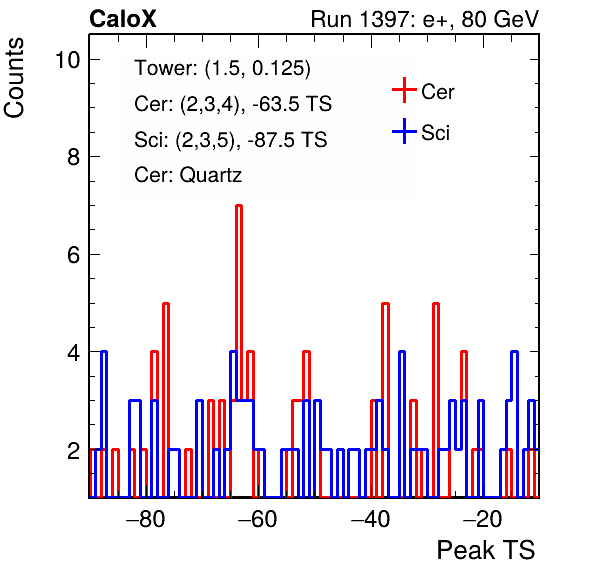 CaloX Run 1397: e+, 80 GeV
Counts
10
8
6
4
2
Tower: (1.5, 0.125)
Cer: (2,3,4), -63.5 TS
Sci: (2,3,5), -87.5 TS
Cer: Quartz
Cer
Sci
−80 −60 −40 −20
Peak TS